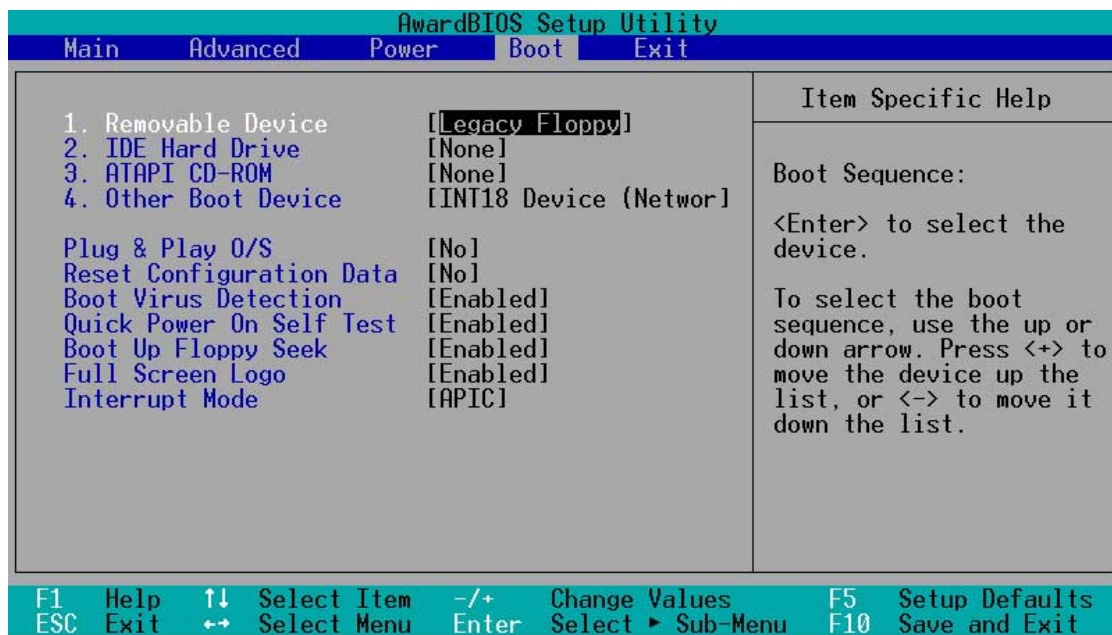 AwardBIOS Setup Utility
Main Advanced Power Boot Exit
1. Removable Device [Legacy Floppy]
2. IDE Hard Drive [None]
3. ATAPI CD-ROM [None]
4. Other Boot Device [INT18 Device (Networ]
Plug & Play O/S [No]
Reset Configuration Data [No]
Boot Virus Detection [Enabled]
Quick Power On Self Test [Enabled]
Boot Up Floppy Seek [Enabled]
Full Screen Logo [Enabled]
Interrupt Mode [APIC]
Item Specific Help
Boot Sequence:
<Enter> to select the
device.
To select the boot
sequence, use the up or
down arrow. Press <+> to
move the device up the
list, or <-> to move it
down the list.
F1 Help ↑↓ Select Item -/+ Change Values F5 Setup Defaults
ESC Exit ←→ Select Menu Enter Select ► Sub-Menu F10 Save and Exit